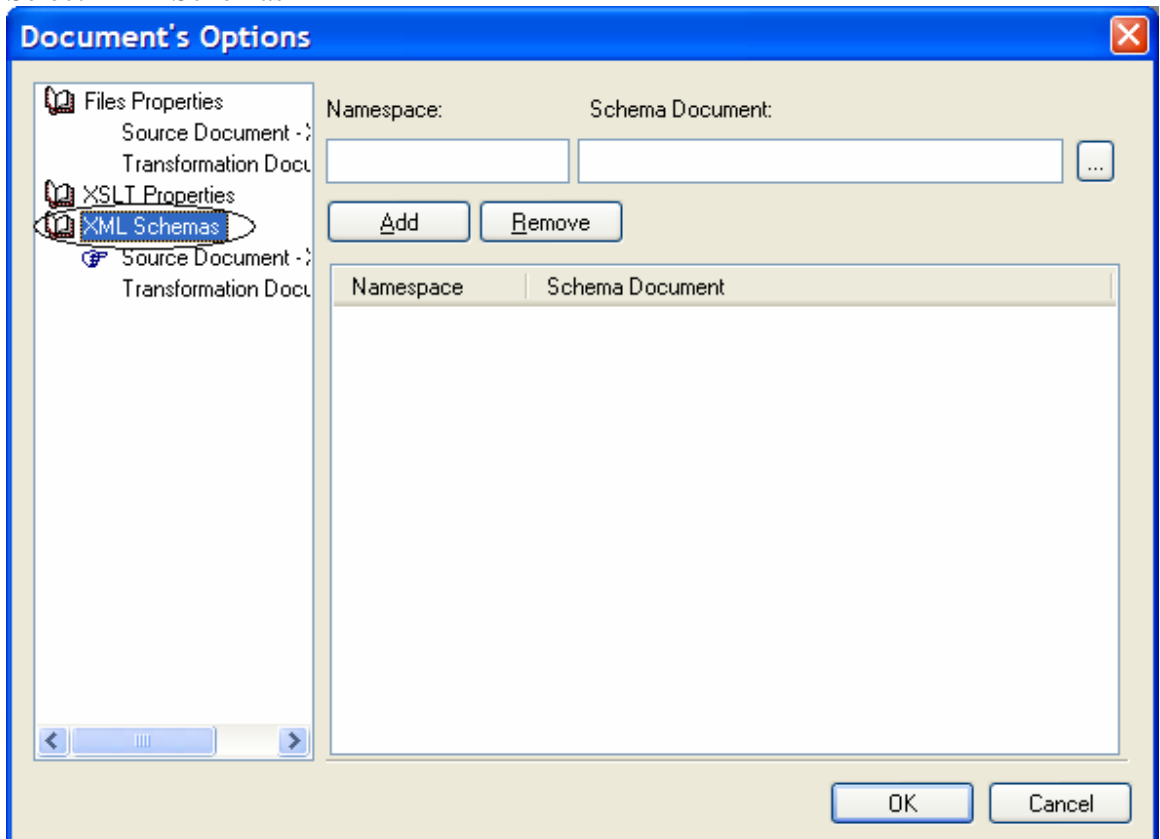 Document's Options
Files Properties
Source Document -
Transformation Docu
XSLT Properties
XML Schemas
Source Document -
Transformation Docu
Namespace: Schema Document:
...
Add Remove
Namespace Schema Document
OK Cancel